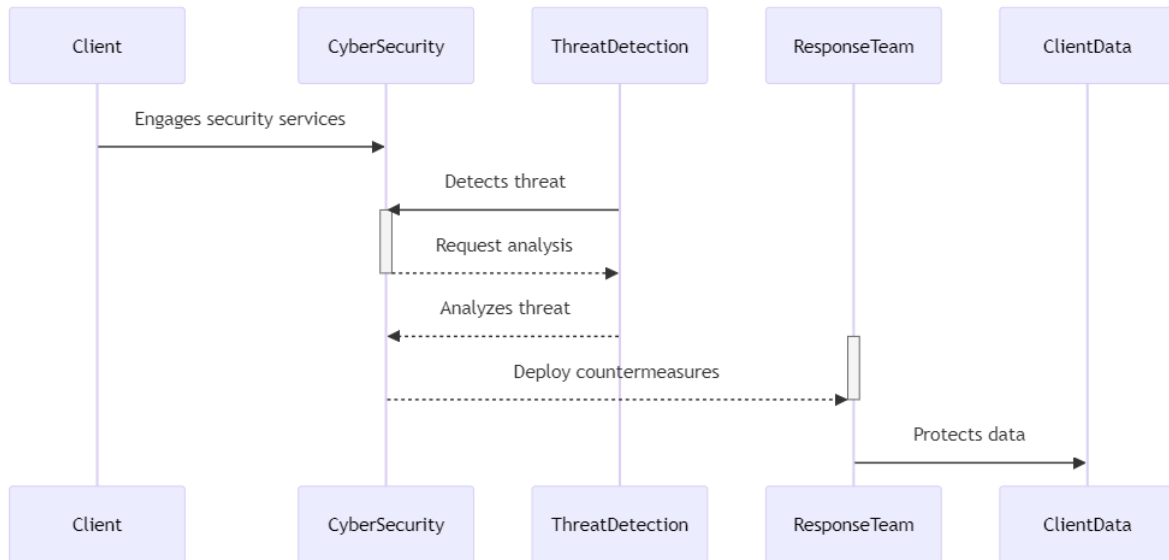 Client
CyberSecurity
ThreatDetection
ResponseTeam
ClientData
Engages security services
Detects threat
Request analysis
Analyzes threat
Deploy countermeasures
Protects data
Client
CyberSecurity
ThreatDetection
ResponseTeam
ClientData